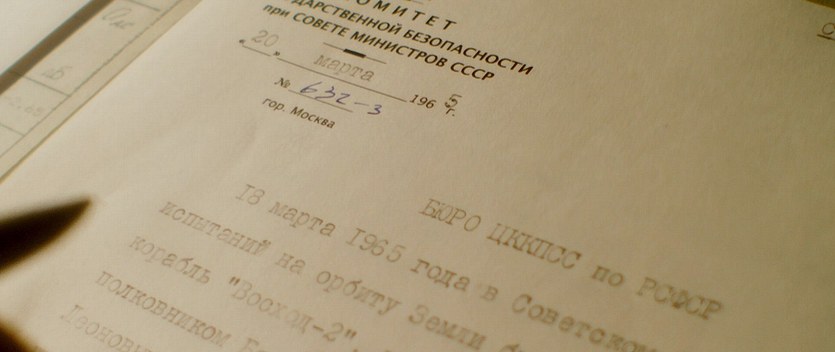 ОМИТЕТ
ДАРСТВЕННОЙ БЕЗОПАСНОСТИ
при СОВЕТЕ МИНИСТРОВ СССР
20 марта 1965 г.
№ 632-3
гор. Москва
БЮРО ЦККПСС по РСФСР
18 марта 1965 года в Советском
испытаний на орбиту Земли
корабль "Восход-2",
полковником